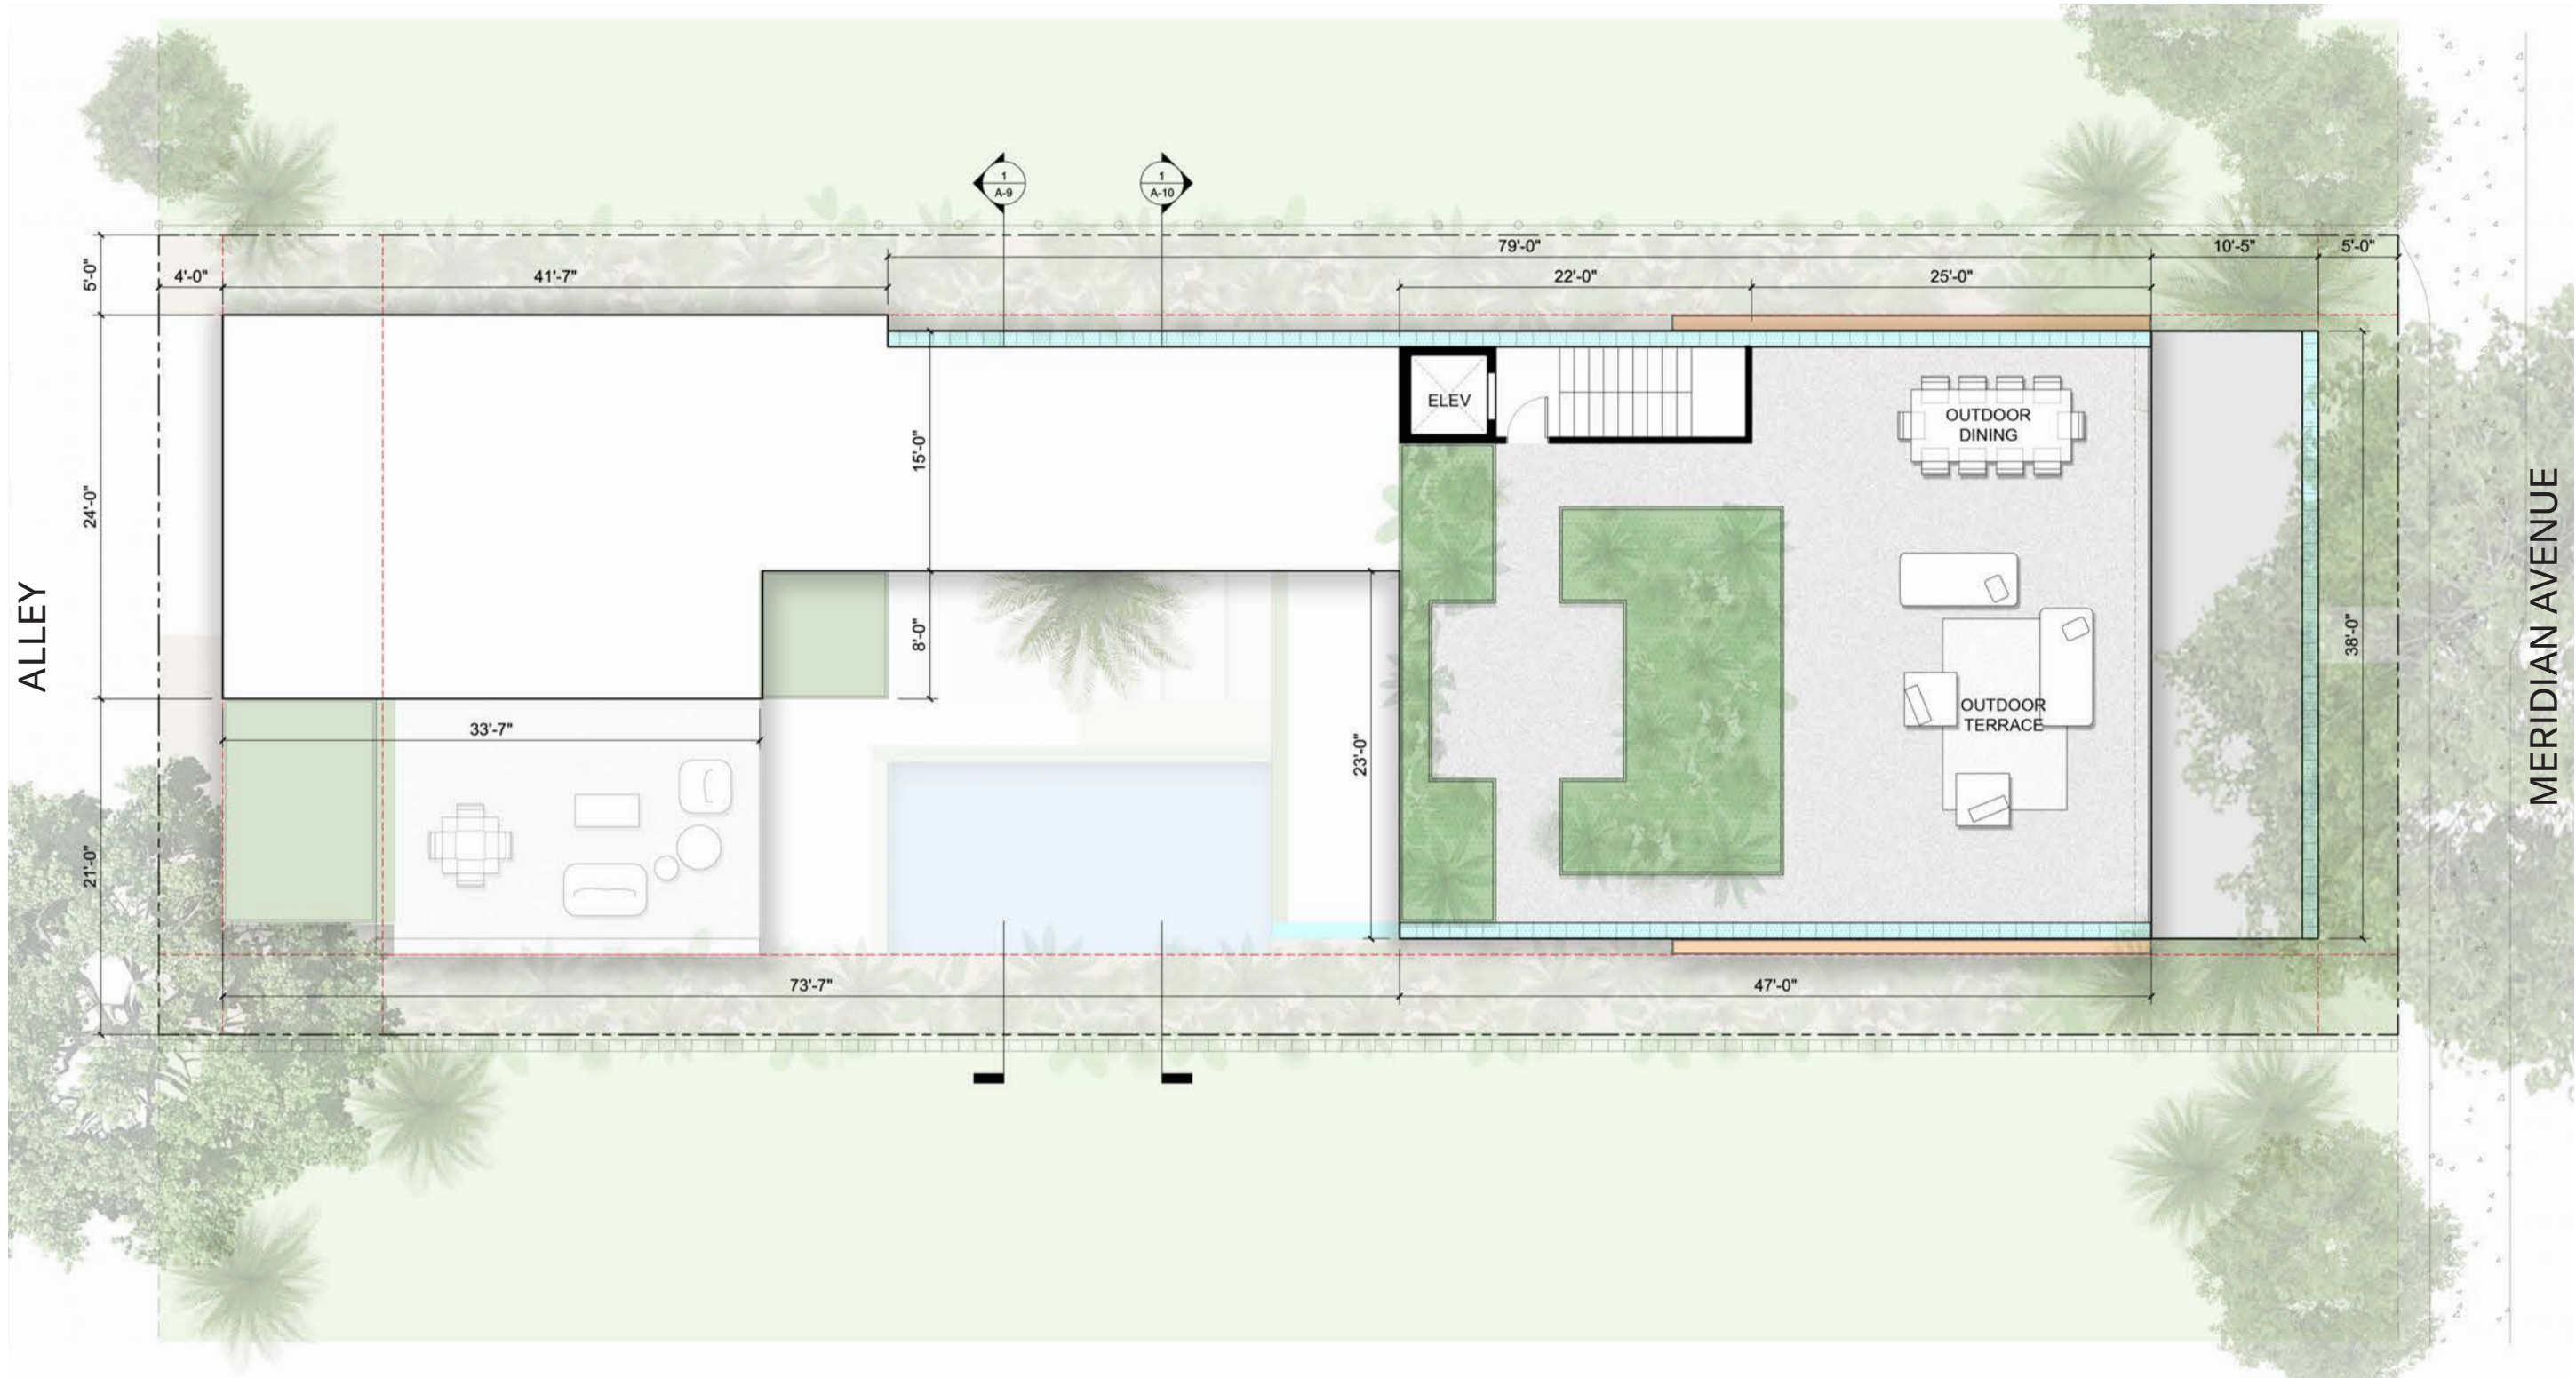 1
A-9
1
A-10
79'-0"
10'-5"
5'-0"
5'-0"
4'-0"
41'-7"
22'-0"
25'-0"
ELEV
OUTDOOR
DINING
15'-0"
24'-0"
ALLEY
8'-0"
38'-0"
MERIDIAN AVENUE
33'-7"
23'-0"
OUTDOOR
TERRACE
21'-0"
73'-7"
47'-0"